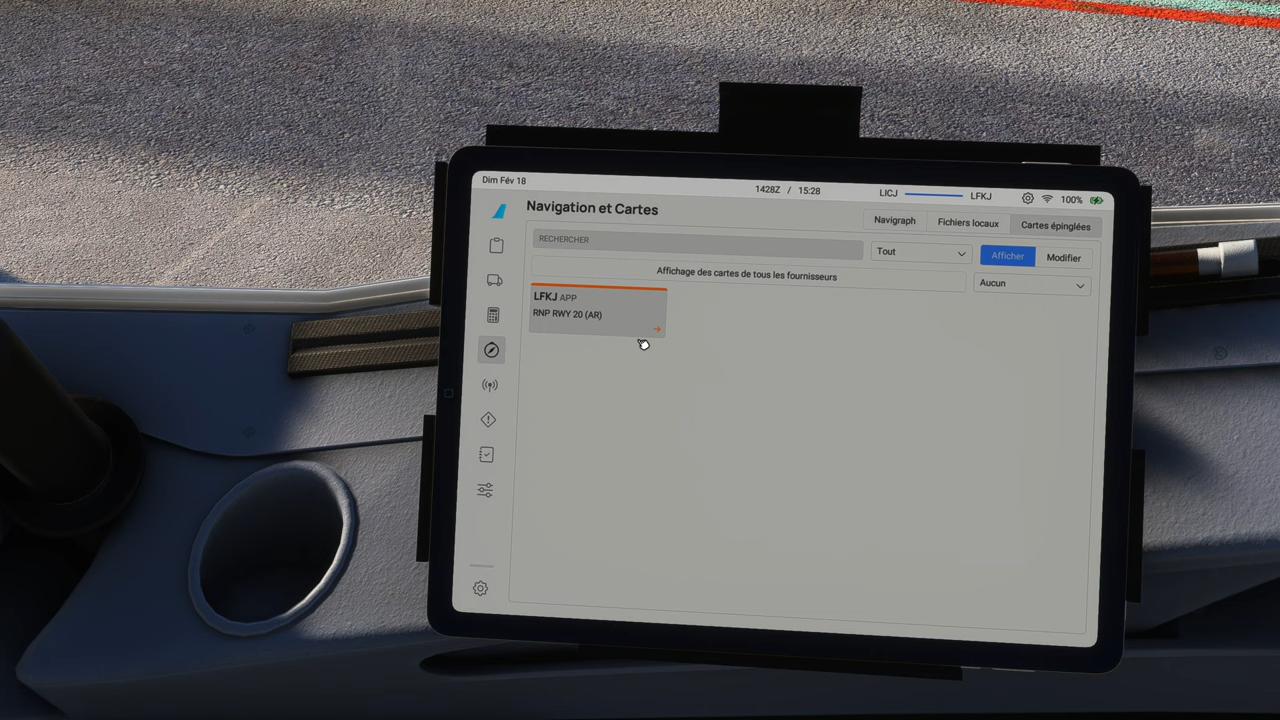 Dim Fév 18
1428Z / 15:28
LICJ LFKJ
100%
Navigation et Cartes
Navigraph
Fichiers locaux
Cartes épinglées
RECHERCHER
Tout
Afficher
Modifier
Affichage des cartes de tous les fournisseurs
Aucun
LFKJ APP
RNP RWY 20 (AR)